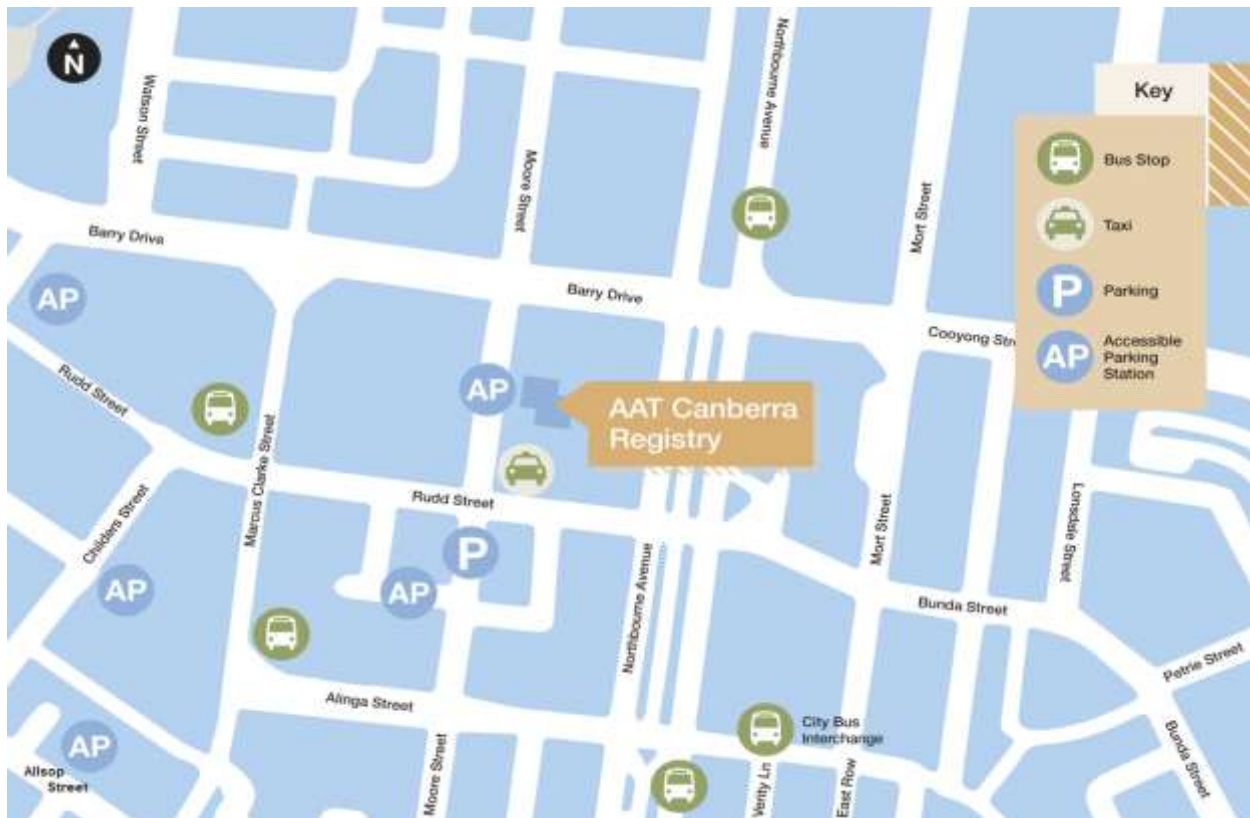 N
Watson Street
Moore Street
Northbourne Avenue
Mort Street
Key
Bus Stop
Taxi
P
Parking
AP
Accessible
Parking
Station
Barry Driva
AP
Barry Drive
Cooyong Stre
Rudd Street
AP
AAT Canberra
Registry
Marcus Clarke Street
Rudd Street
Childers Street
P
AP
AP
Northbourne Avenue
Mort Street
Lonsdale Street
Bunda Street
Petrie Street
Bunda Street
Alinga Street
City Bus
Interchange
AP
Allsop
Street
Moore Street
Verity Ln
East Row